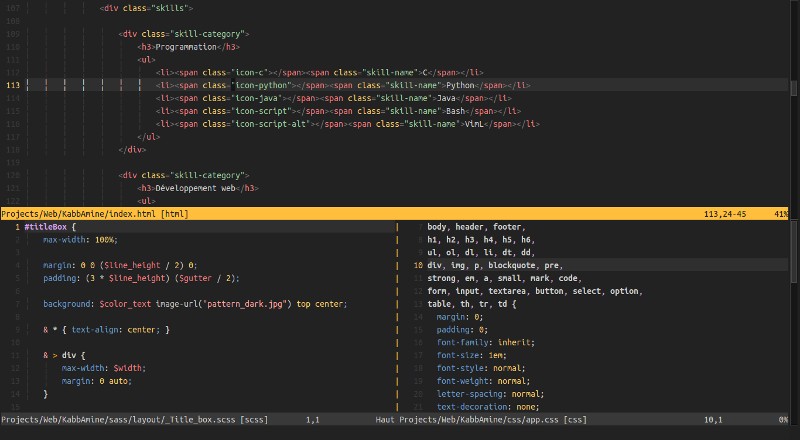 107 <div class="skills">
108
109 <div class="skill-category">
110 <h3>Programmation</h3>
111 <ul>
112 <li><span class="icon-c"></span><span class="skill-name">C</span></li>
113 <li><span class="icon-python"></span><span class="skill-name">Python</span></li>
114 <li><span class="icon-java"></span><span class="skill-name">Java</span></li>
115 <li><span class="icon-script"></span><span class="skill-name">Bash</span></li>
116 <li><span class="icon-script-alt"></span><span class="skill-name">VimL</span></li>
117 </ul>
118 </div>
119
120 <div class="skill-category">
121 <h3>Développement web</h3>
122 <ul>
Projects/Web/KabbAmine/index.html [html] 113,24-45 41%
1 #titleBox {
2 max-width: 100%;
3
4 margin: 0 0 ($line_height / 2) 0;
5 padding: (3 * $line_height) ($gutter / 2);
6
7 background: $color_text image-url("pattern_dark.jpg") top center;
8
9 & * { text-align: center; }
10
11 & > div {
12 max-width: $width;
13 margin: 0 auto;
14 }
15
Projects/Web/KabbAmine/sass/layout/_Title_box.scss [scss] 1,1 Haut
7 body, header, footer,
8 h1, h2, h3, h4, h5, h6,
9 ul, ol, dl, li, dt, dd,
10 div, img, p, blockquote, pre,
11 strong, em, a, small, mark, code,
12 form, input, textarea, button, select, option,
13 table, th, tr, td {
14 margin: 0;
15 padding: 0;
16 font-family: inherit;
17 font-size: 1em;
18 font-style: normal;
19 font-weight: normal;
20 letter-spacing: normal;
21 text-decoration: none;
Projects/Web/KabbAmine/css/app.css [css] 10,1 0%